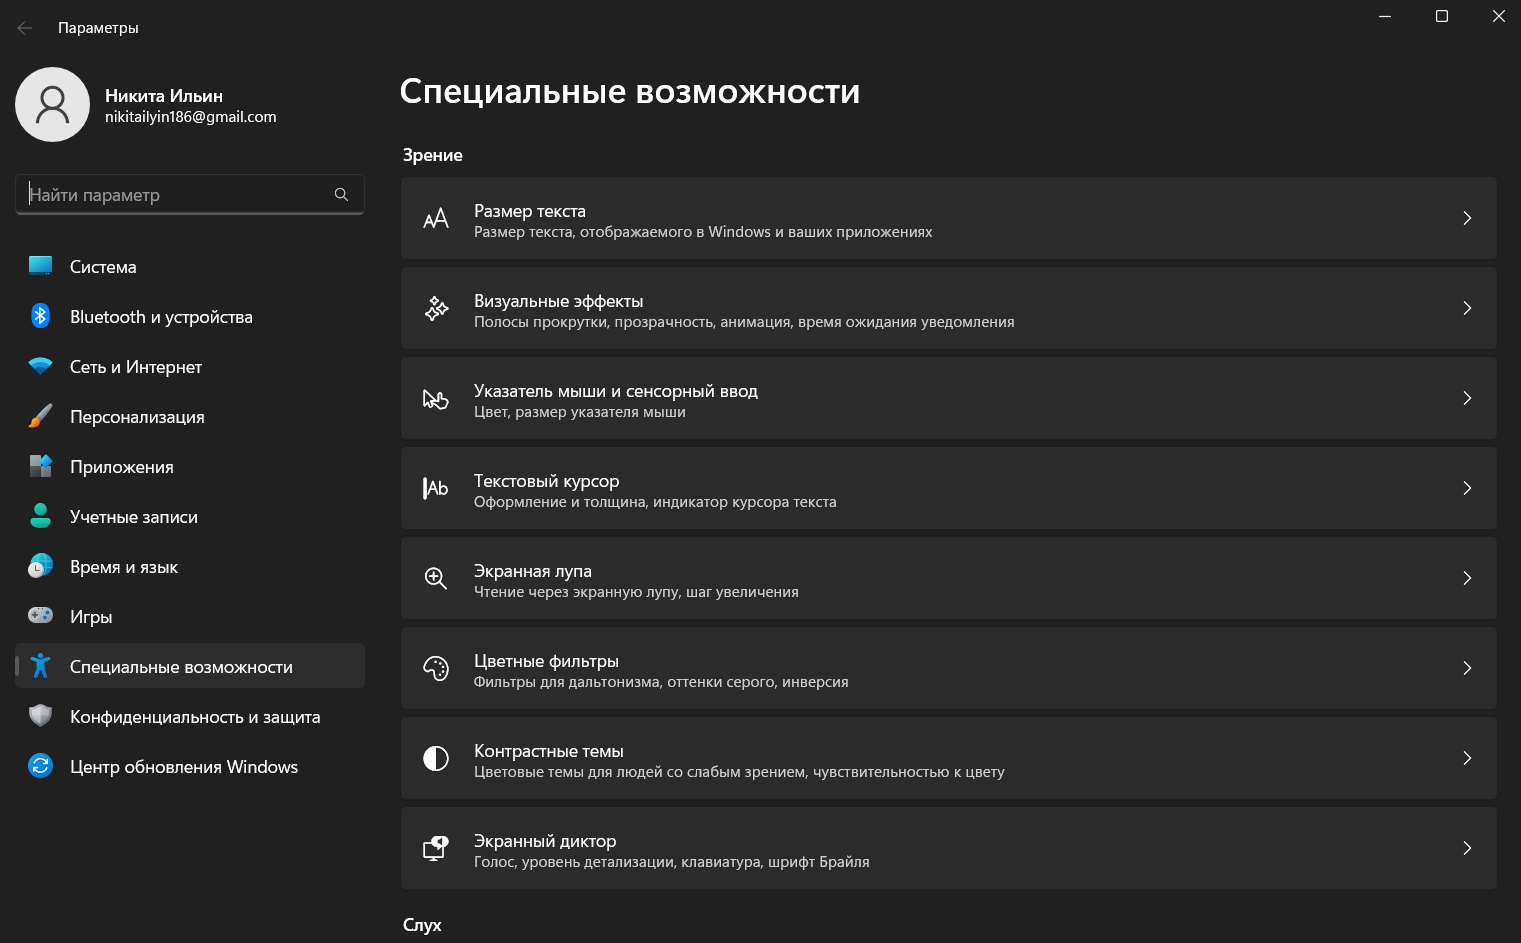 Параметры
Никита Ильин
nikitailyin186@gmail.com
Найти параметр
Система
Bluetooth и устройства
Сеть и Интернет
Персонализация
Приложения
Учетные записи
Время и язык
Игры
Специальные возможности
Конфиденциальность и защита
Центр обновления Windows
Специальные возможности
Зрение
Размер текста
Размер текста, отображаемого в Windows и ваших приложениях
Визуальные эффекты
Полосы прокрутки, прозрачность, анимация, время ожидания уведомления
Указатель мыши и сенсорный ввод
Цвет, размер указателя мыши
Ab
Текстовый курсор
Оформление и толщина, индикатор курсора текста
Экранная лупа
Чтение через экранную лупу, шаг увеличения
Цветные фильтры
Фильтры для дальтонизма, оттенки серого, инверсия
Контрастные темы
Цветовые темы для людей со слабым зрением, чувствительностью к цвету
Экранный диктор
Голос, уровень детализации, клавиатура, шрифт Брайля
Слух